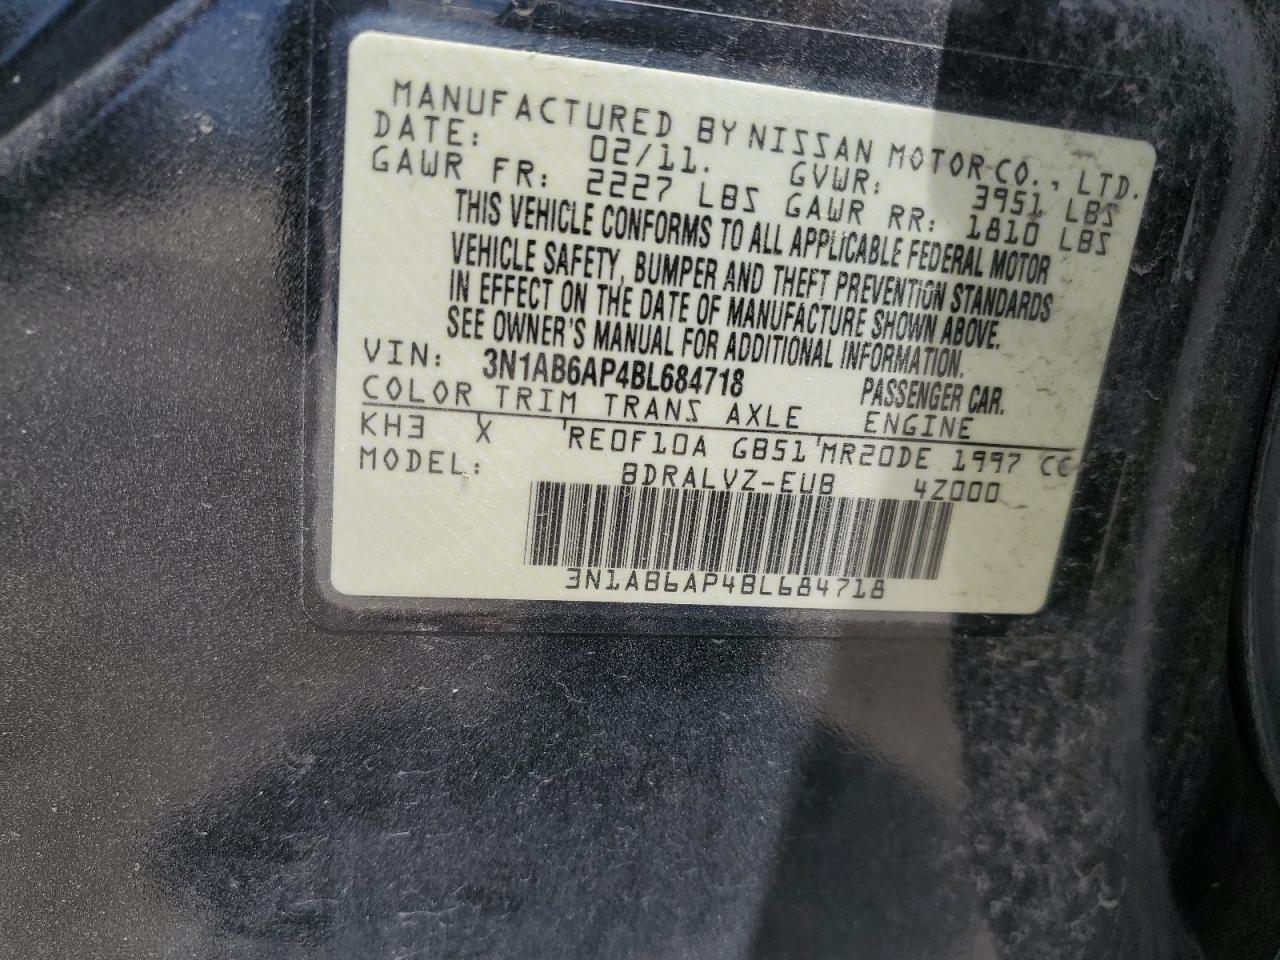 MANUFACTURED BY NISSAN MOTOR CO., LTD.
DATE: 02/11. GVWR: 3951 LBS
GAWR FR: 2227 LBS GAWR RR: 1810 LBS
THIS VEHICLE CONFORMS TO ALL APPLICABLE FEDERAL MOTOR
VEHICLE SAFETY, BUMPER AND THEFT PREVENTION STANDARDS
IN EFFECT ON THE DATE OF MANUFACTURE SHOWN ABOVE.
SEE OWNER'S MANUAL FOR ADDITIONAL INFORMATION.
VIN: 3N1AB6AP4BL684718 PASSENGER CAR.
COLOR TRIM TRANS AXLE ENGINE
KH3 X RE0F10A GB51 MR20DE 1997 CC
MODEL: BDRALVZ-EUB 4Z000
3N1AB6AP4BL684718